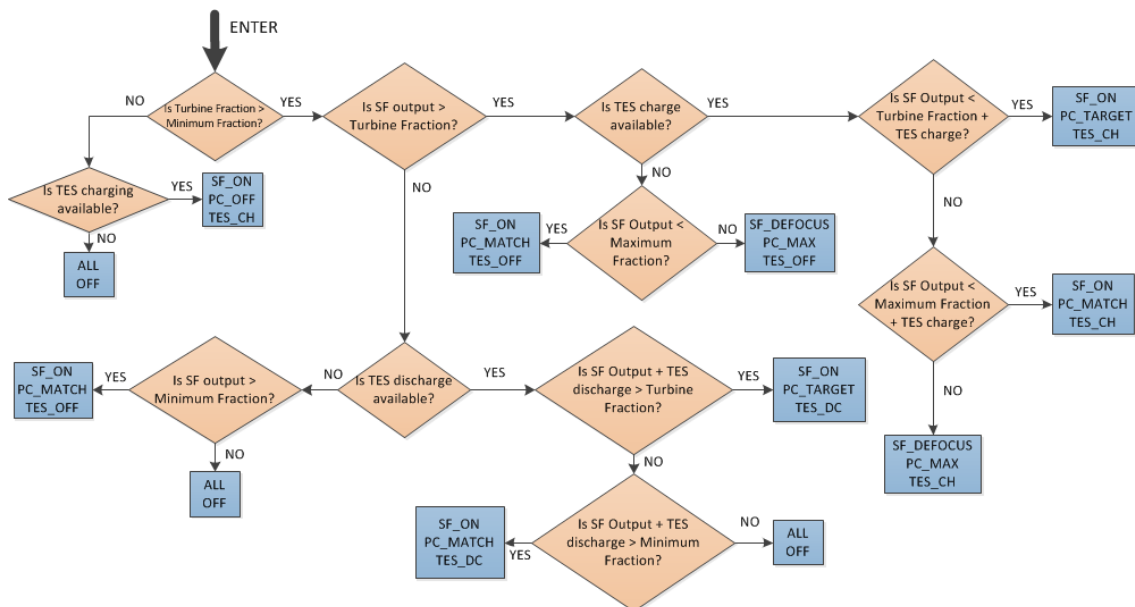 ENTER
Is Turbine Fraction >
Minimum Fraction?
NO
YES
Is SF output >
Turbine Fraction?
YES
NO
Is TES charge
available?
YES
NO
Is SF Output <
Turbine Fraction +
TES charge?
YES
NO
SF_ON
PC_TARGET
TES_CH
Is TES charging
available?
YES
NO
SF_ON
PC_OFF
TES_CH
ALL
OFF
SF_ON
PC_MATCH
TES_OFF
YES
Is SF Output <
Maximum
Fraction?
NO
SF_DEFOCUS
PC_MAX
TES_OFF
Is SF Output <
Maximum Fraction
+ TES charge?
YES
NO
SF_ON
PC_MATCH
TES_CH
SF_DEFOCUS
PC_MAX
TES_CH
SF_ON
PC_MATCH
TES_OFF
YES
Is SF output >
Minimum Fraction?
NO
NO
Is TES discharge
available?
YES
Is SF Output + TES
discharge > Turbine
Fraction?
YES
NO
SF_ON
PC_TARGET
TES_DC
ALL
OFF
SF_ON
PC_MATCH
TES_DC
YES
Is SF Output + TES
discharge > Minimum
Fraction?
NO
ALL
OFF